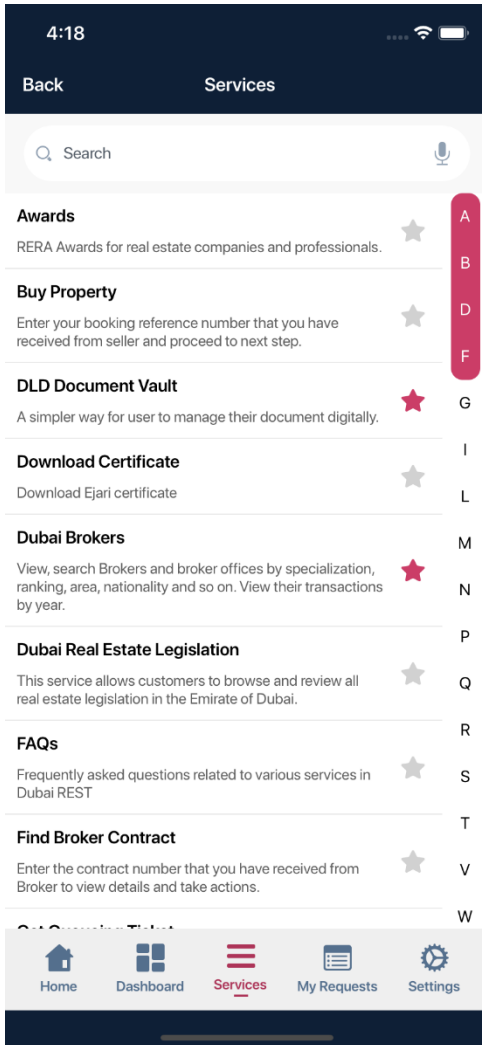 4:18
Back
Services
Search
Awards
RERA Awards for real estate companies and professionals.
Buy Property
Enter your booking reference number that you have
received from seller and proceed to next step.
DLD Document Vault
A simpler way for user to manage their document digitally.
Download Certificate
Download Ejari certificate
Dubai Brokers
View, search Brokers and broker offices by specialization,
ranking, area, nationality and so on. View their transactions
by year.
Dubai Real Estate Legislation
This service allows customers to browse and review all
real estate legislation in the Emirate of Dubai.
FAQs
Frequently asked questions related to various services in
Dubai REST
Find Broker Contract
Enter the contract number that you have received from
Broker to view details and take actions.
Get Queueing Ticket
A
B
D
F
G
I
L
M
N
P
Q
R
S
T
V
W
Home
Dashboard
Services
My Requests
Settings